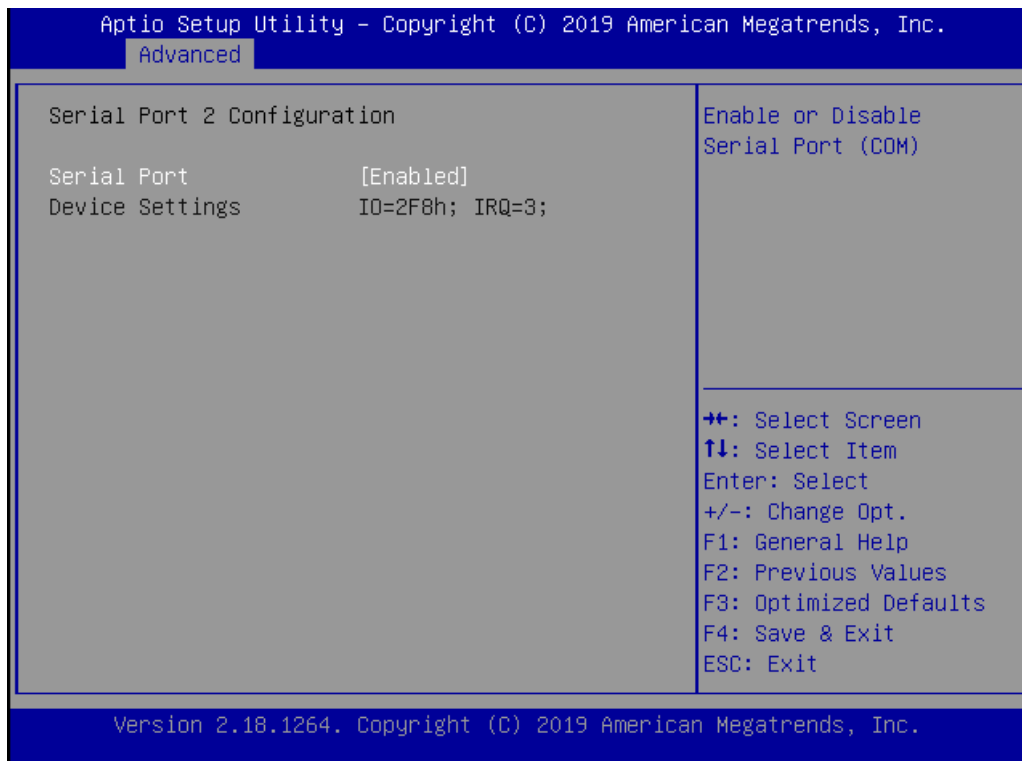 Aptio Setup Utility – Copyright (C) 2019 American Megatrends, Inc.
Advanced
Serial Port 2 Configuration
Serial Port [Enabled]
Device Settings IO=2F8h; IRQ=3;
Enable or Disable
Serial Port (COM)
→←: Select Screen
↑↓: Select Item
Enter: Select
+/-: Change Opt.
F1: General Help
F2: Previous Values
F3: Optimized Defaults
F4: Save & Exit
ESC: Exit
Version 2.18.1264. Copyright (C) 2019 American Megatrends, Inc.